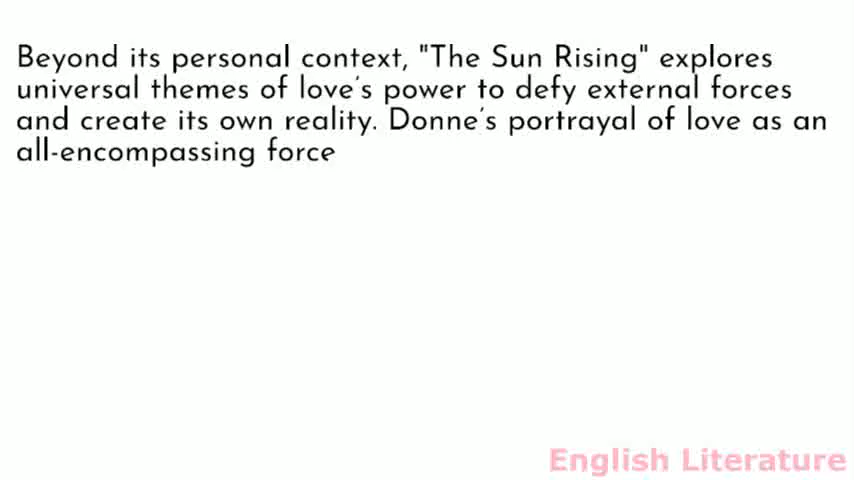 Beyond its personal context, "The Sun Rising" explores
universal themes of love's power to defy external forces
and create its own reality. Donne's portrayal of love as an
all-encompassing force
English Literature